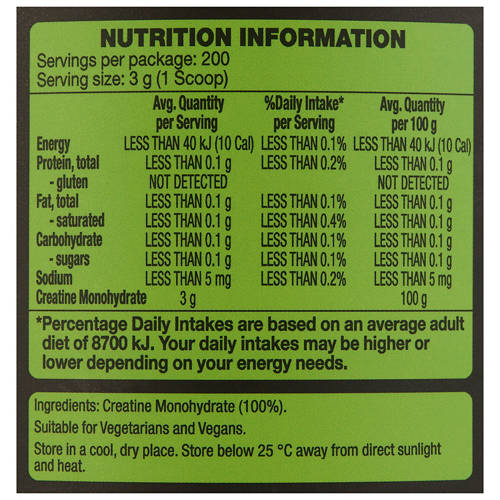 NUTRITION INFORMATION
Servings per package: 200
Serving size: 3 g (1 Scoop)
Avg. Quantity per Serving %Daily Intake* per Serving Avg. Quantity per 100 g
Energy LESS THAN 40 kJ (10 Cal) LESS THAN 0.1% LESS THAN 40 kJ (10 Cal)
Protein, total LESS THAN 0.1 g LESS THAN 0.2% LESS THAN 0.1 g
- gluten NOT DETECTED NOT DETECTED
Fat, total LESS THAN 0.1 g LESS THAN 0.1% LESS THAN 0.1 g
- saturated LESS THAN 0.1 g LESS THAN 0.4% LESS THAN 0.1 g
Carbohydrate LESS THAN 0.1 g LESS THAN 0.1% LESS THAN 0.1 g
- sugars LESS THAN 0.1 g LESS THAN 0.1% LESS THAN 0.1 g
Sodium LESS THAN 5 mg LESS THAN 0.2% LESS THAN 5 mg
Creatine Monohydrate 3 g 100 g
*Percentage Daily Intakes are based on an average adult
diet of 8700 kJ. Your daily intakes may be higher or
lower depending on your energy needs.
Ingredients: Creatine Monohydrate (100%).
Suitable for Vegetarians and Vegans.
Store in a cool, dry place. Store below 25 °C away from direct sunlight
and heat.